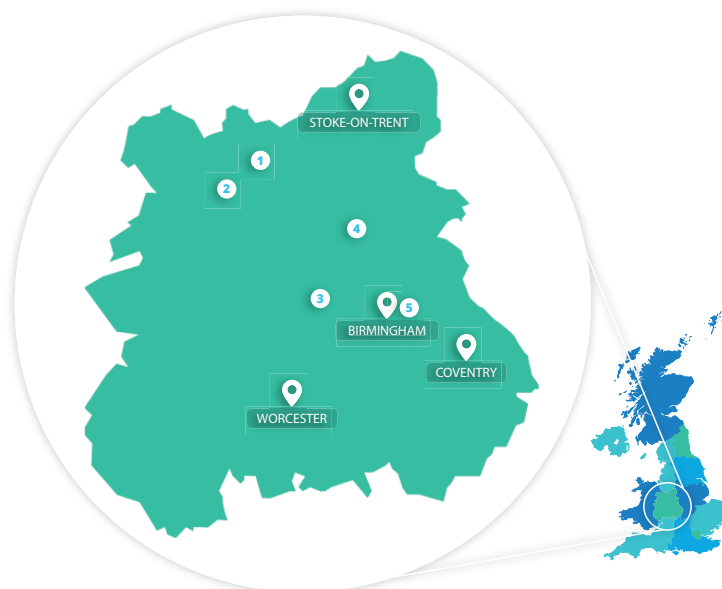 STOKE-ON-TRENT
1
2
4
3
5
BIRMINGHAM
COVENTRY
WORCESTER